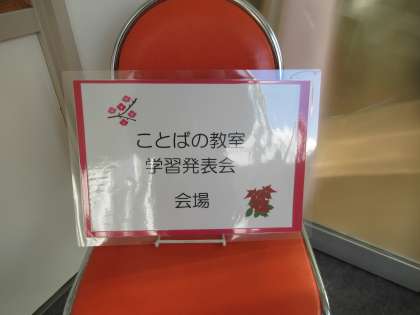 ことばの教室
学習発表会
会場